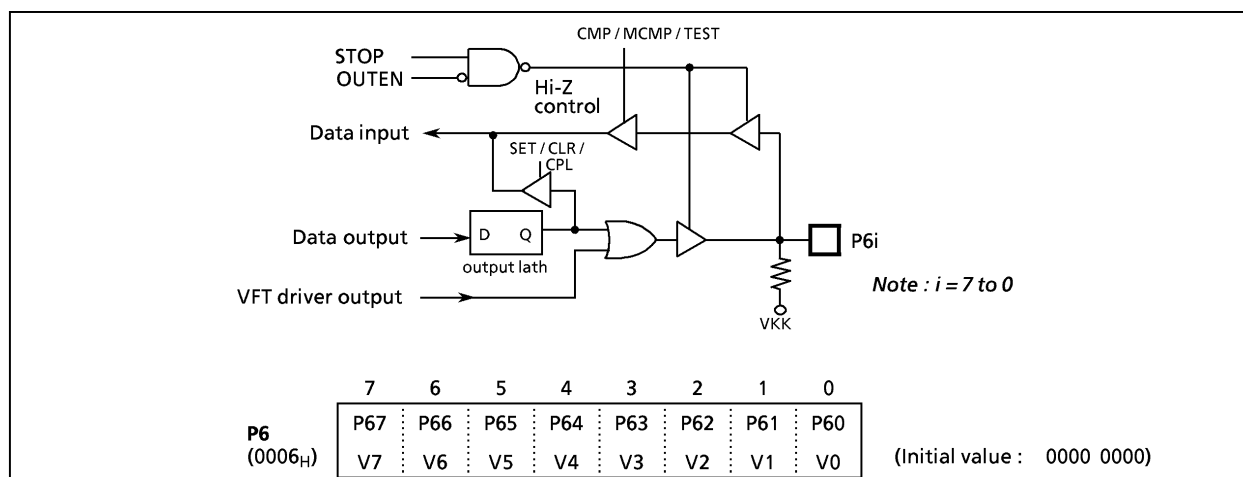 CMP / MCMP / TEST
STOP
OUTEN
Hi-Z
control
Data input
SET / CLR /
CPL
Data output
D Q
output lath
P6i
VFT driver output
Note : i = 7 to 0
VKK
7 6 5 4 3 2 1 0
P6
(0006H)
P67 P66 P65 P64 P63 P62 P61 P60
V7 V6 V5 V4 V3 V2 V1 V0
(Initial value : 0000 0000)